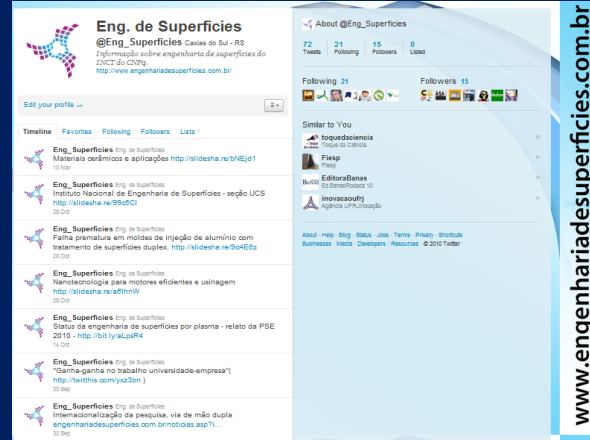 Eng. de Superficies
@Eng_Superficies Caxias do Sul - RS
Informação sobre engenharia de superfícies do
INCT do CNPq.
http://www.engenhariadesuperficies.com.br/
Edit your profile →
Timeline Favorites Following Followers Lists
Eng_Superficies Eng. de Superficies
Materiais cerâmicos e aplicações http://slidesha.re/bNEjd1
10 Nov
Eng_Superficies Eng. de Superficies
Instituto Nacional de Engenharia de Superfícies - seção UCS
http://slidesha.re/99c5CI
28 Oct
Eng_Superficies Eng. de Superficies
Falha prematura em moldes de injeção de alumínio com
tratamento de superfícies duplex. http://slidesha.re/9c4E6z
28 Oct
Eng_Superficies Eng. de Superficies
Nanotecnologia para motores eficientes e usinagem
http://slidesha.re/a6IhnW
28 Oct
Eng_Superficies Eng. de Superficies
Status da engenharia de superfícies por plasma - relato da PSE
2010 - http://bit.ly/aLpsR4
14 Oct
Eng_Superficies Eng. de Superficies
"Ganha-ganha no trabalho universidade-empresa"(
http://twitthis.com/yxz3bn )
30 Sep
Eng_Superficies Eng. de Superficies
Internacionalização da pesquisa, via de mão dupla
engenhariadesuperficies.com.br/noticias.asp?i...
30 Sep
About @Eng_Superficies
72 21 15 0
Tweets Following Followers Listed
Following 21 Followers 15
Similar to You
toquedaciencia
Toque da Ciência
Fiesp
Fiesp
EditoraBanas
Ed.BanasRodada 10
inovacaoufrj
Agência UFRJ.Inovação
About · Help · Blog · Status · Jobs · Terms · Privacy · Shortcuts
Businesses · Media · Developers · Resources · © 2010 Twitter
www.engenhariadesuperficies.com.br